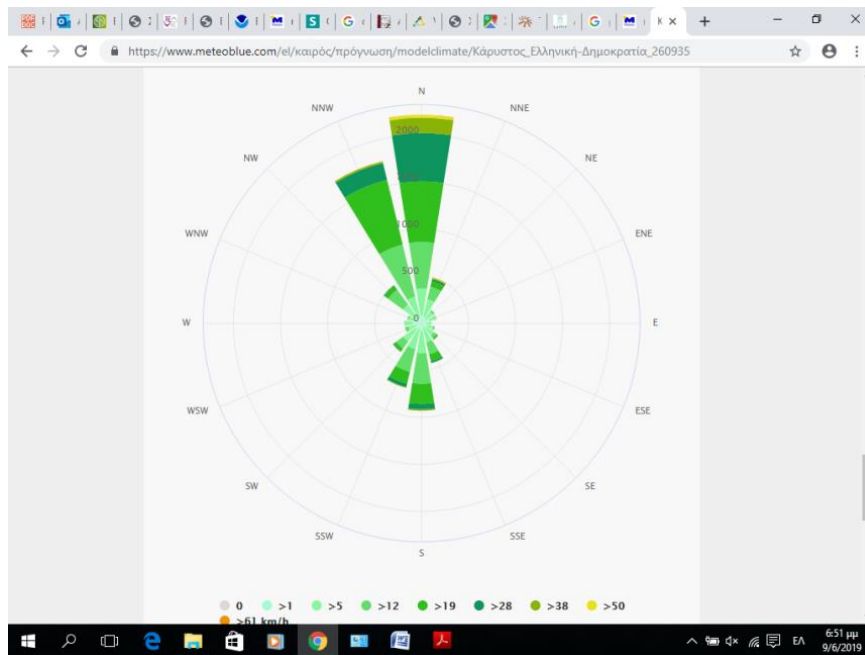 https://www.meteoblue.com/el/καιρός/πρόγνωση/modelclimate/Κάρυστος_Ελληνική-Δημοκρατία_260935
N
NNW
NNE
2000
NW
NE
1000
WNW
ENE
500
0
W
E
WSW
ESE
SW
SE
SSW
SSE
S
0 >1 >5 >12 >19 >28 >38 >50
>61 km/h
ΕΛ
6:51 μμ
9/6/2019